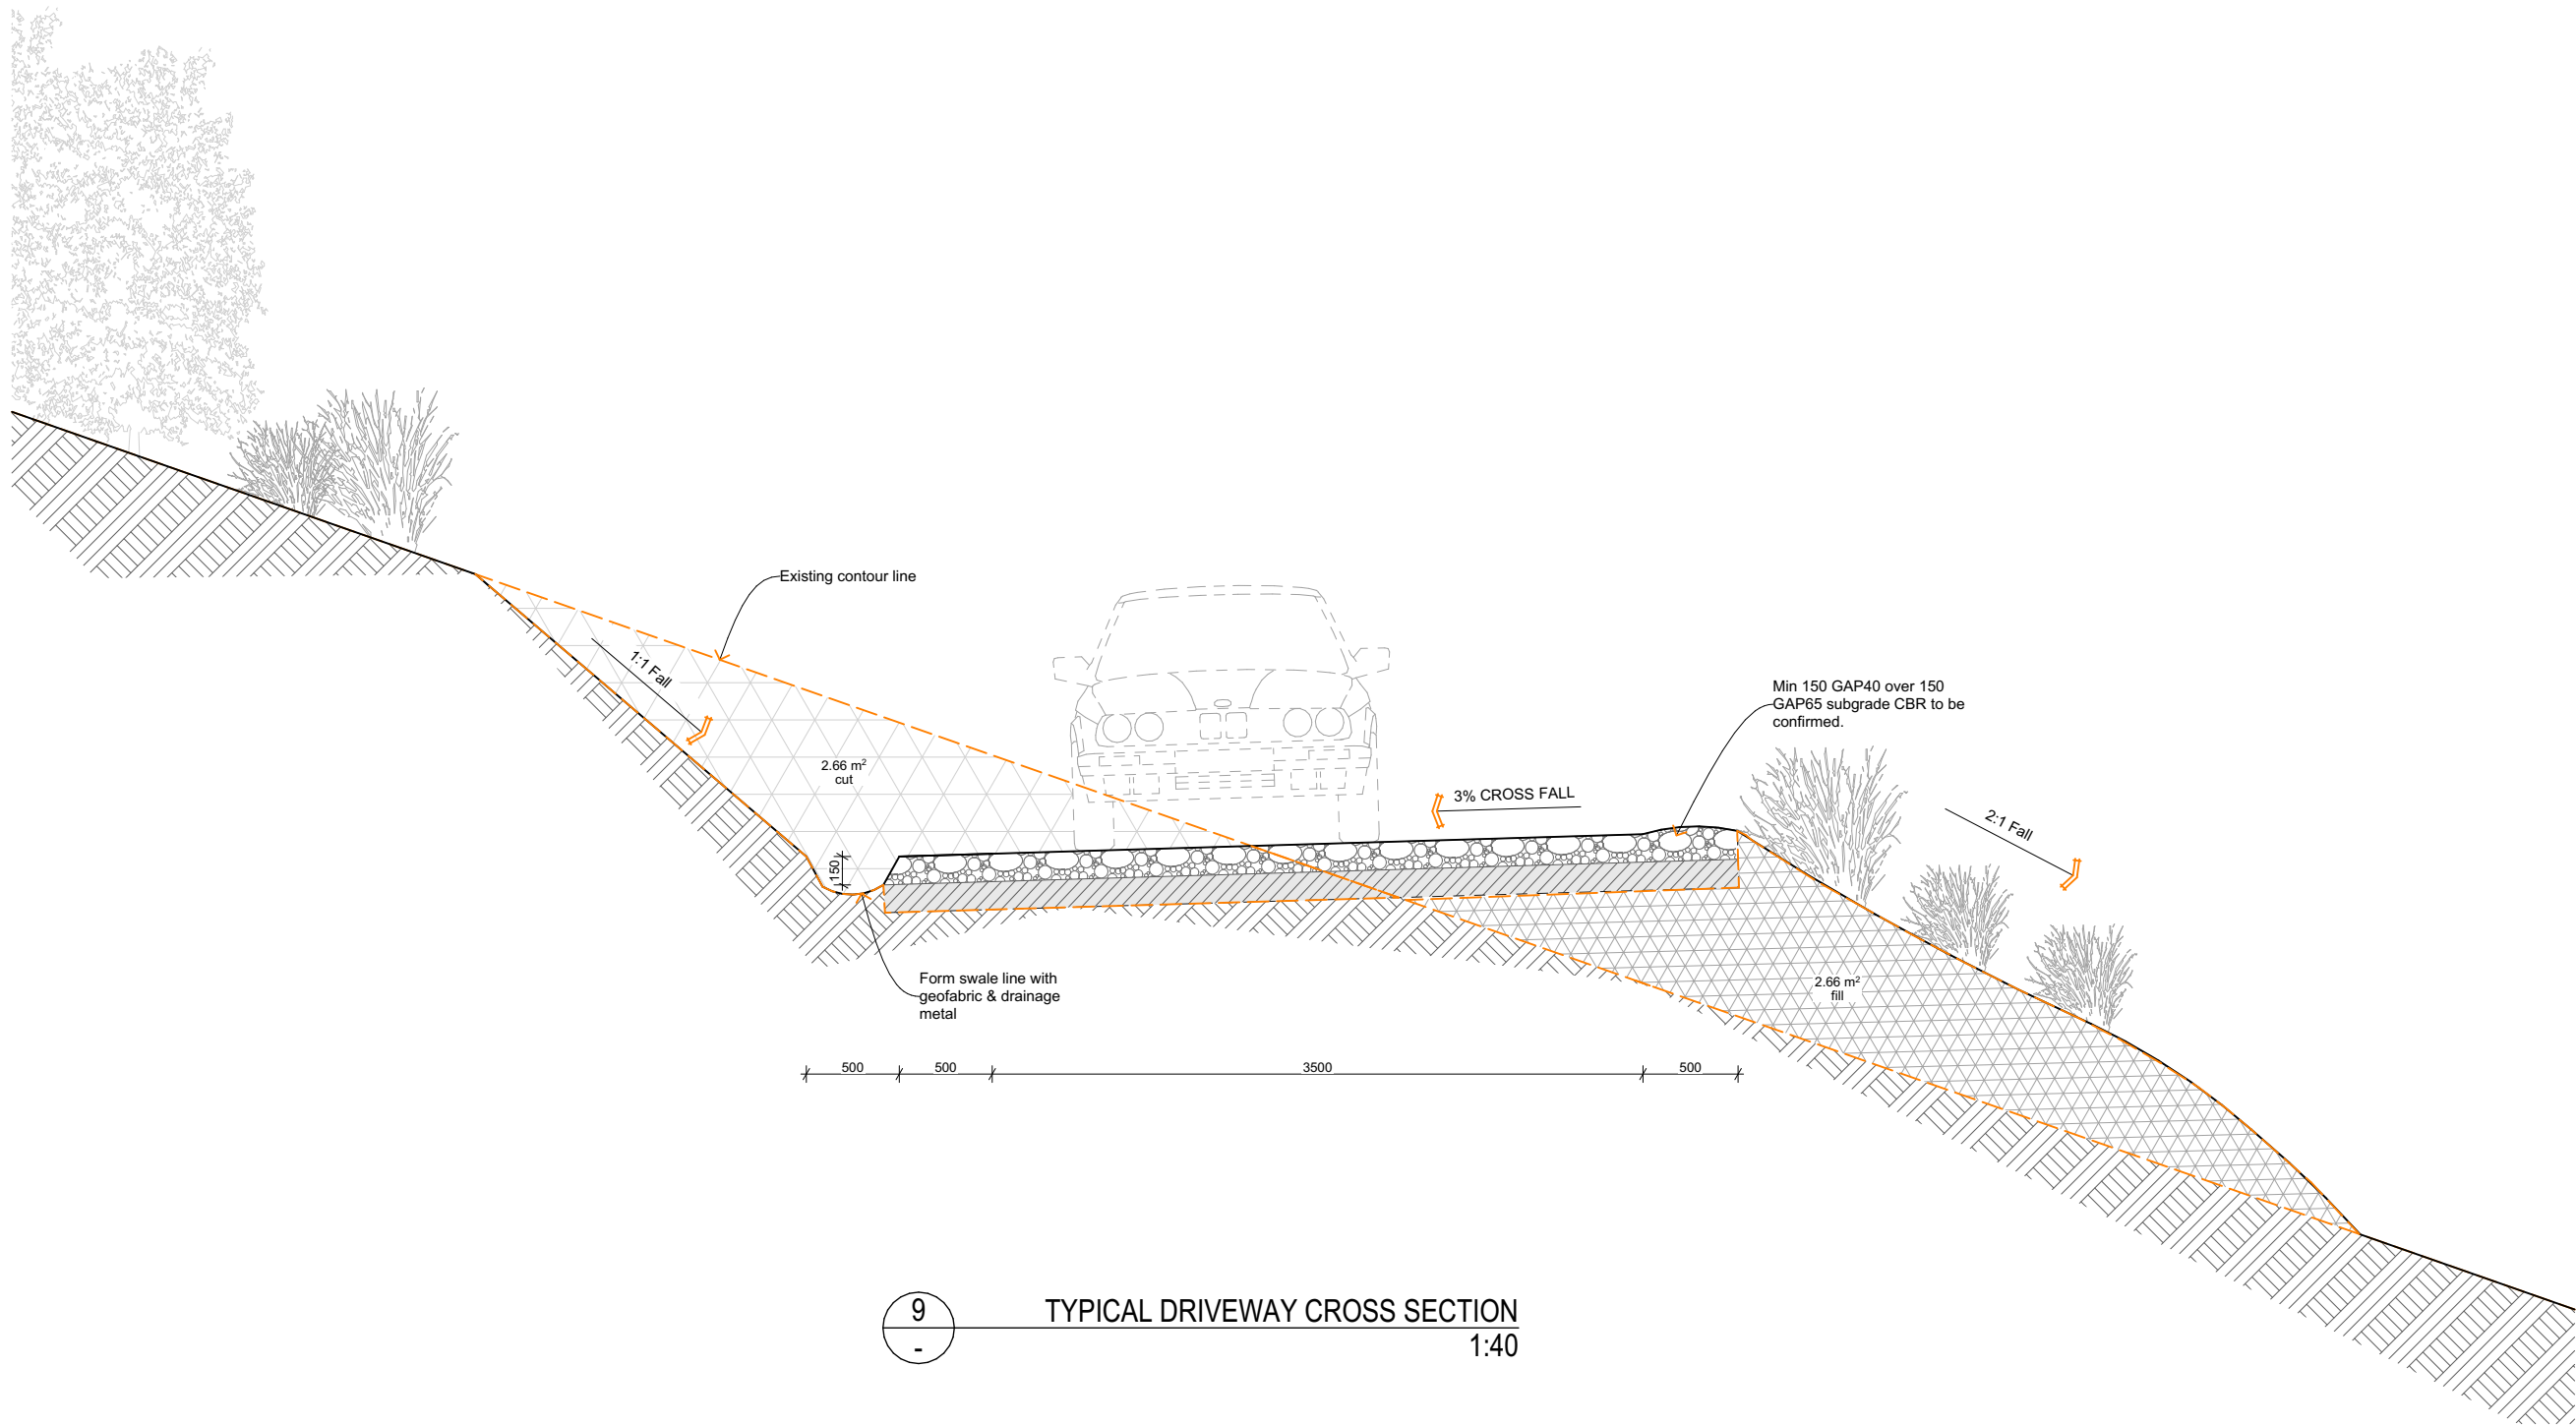 Existing contour line
1:1 Fall
Min 150 GAP40 over 150
GAP65 subgrade CBR to be
confirmed.
2.66 m²
cut
3% CROSS FALL
2:1 Fall
150
Form swale line with
geofabric & drainage
metal
2.66 m²
fill
500
500
3500
500
9
-
TYPICAL DRIVEWAY CROSS SECTION
1:40